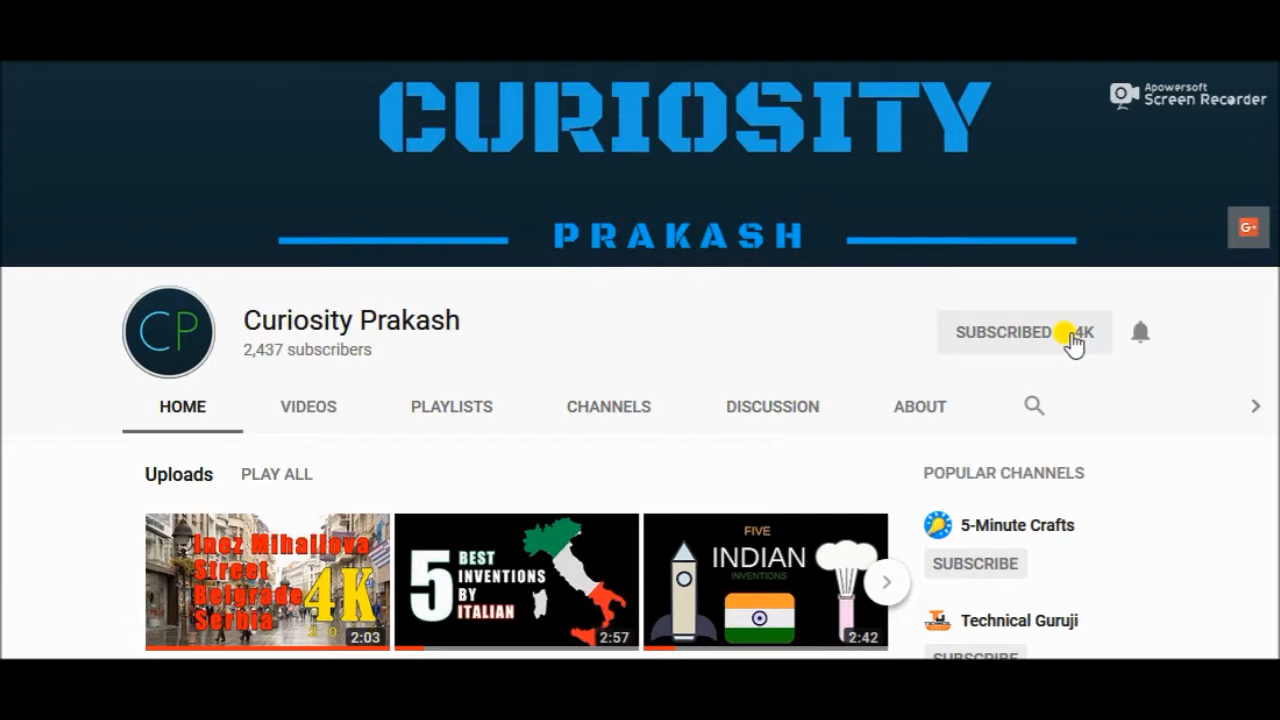 CURIOSITY
Apowersoft
Screen Recorder
PRAKASH
G+
CP
Curiosity Prakash
2,437 subscribers
SUBSCRIBED 4K
HOME VIDEOS PLAYLISTS CHANNELS DISCUSSION ABOUT
Uploads PLAY ALL
POPULAR CHANNELS
Inez Mihailova
Street
Belgrade
Serbia
4K
2:03
5 BEST
INVENTIONS
BY
ITALIAN
2:57
FIVE
INDIAN
INVENTIONS
2:42
5-Minute Crafts
SUBSCRIBE
Technical Guruji
SUBSCRIBE